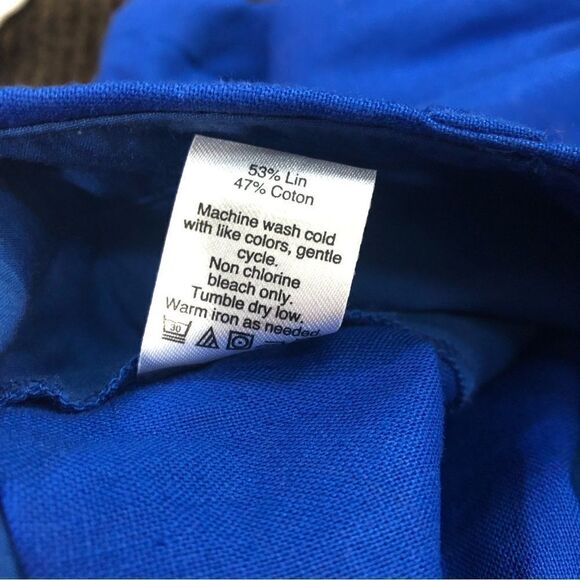 53% Lin
47% Coton
Machine wash cold
with like colors, gentle
cycle.
Non chlorine
bleach only.
Tumble dry low.
Warm iron as needed
30